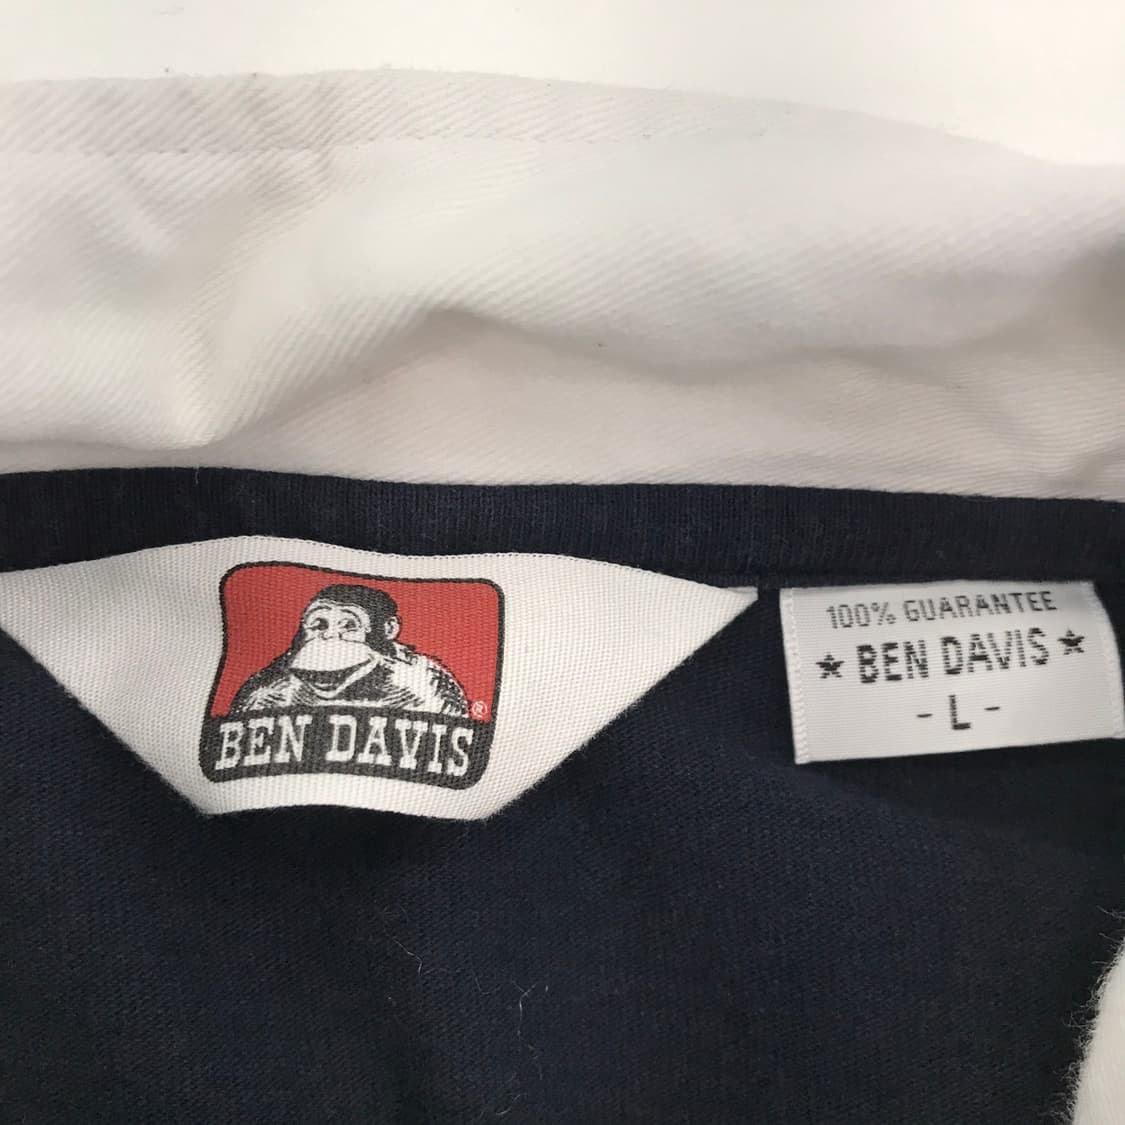 BEN DAVIS
®
100% GUARANTEE
★ BEN DAVIS ★
- L -